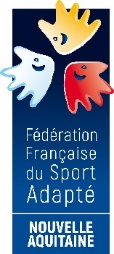 Fédération
Française
du Sport
Adapté
NOUVELLE
AQUITAINE